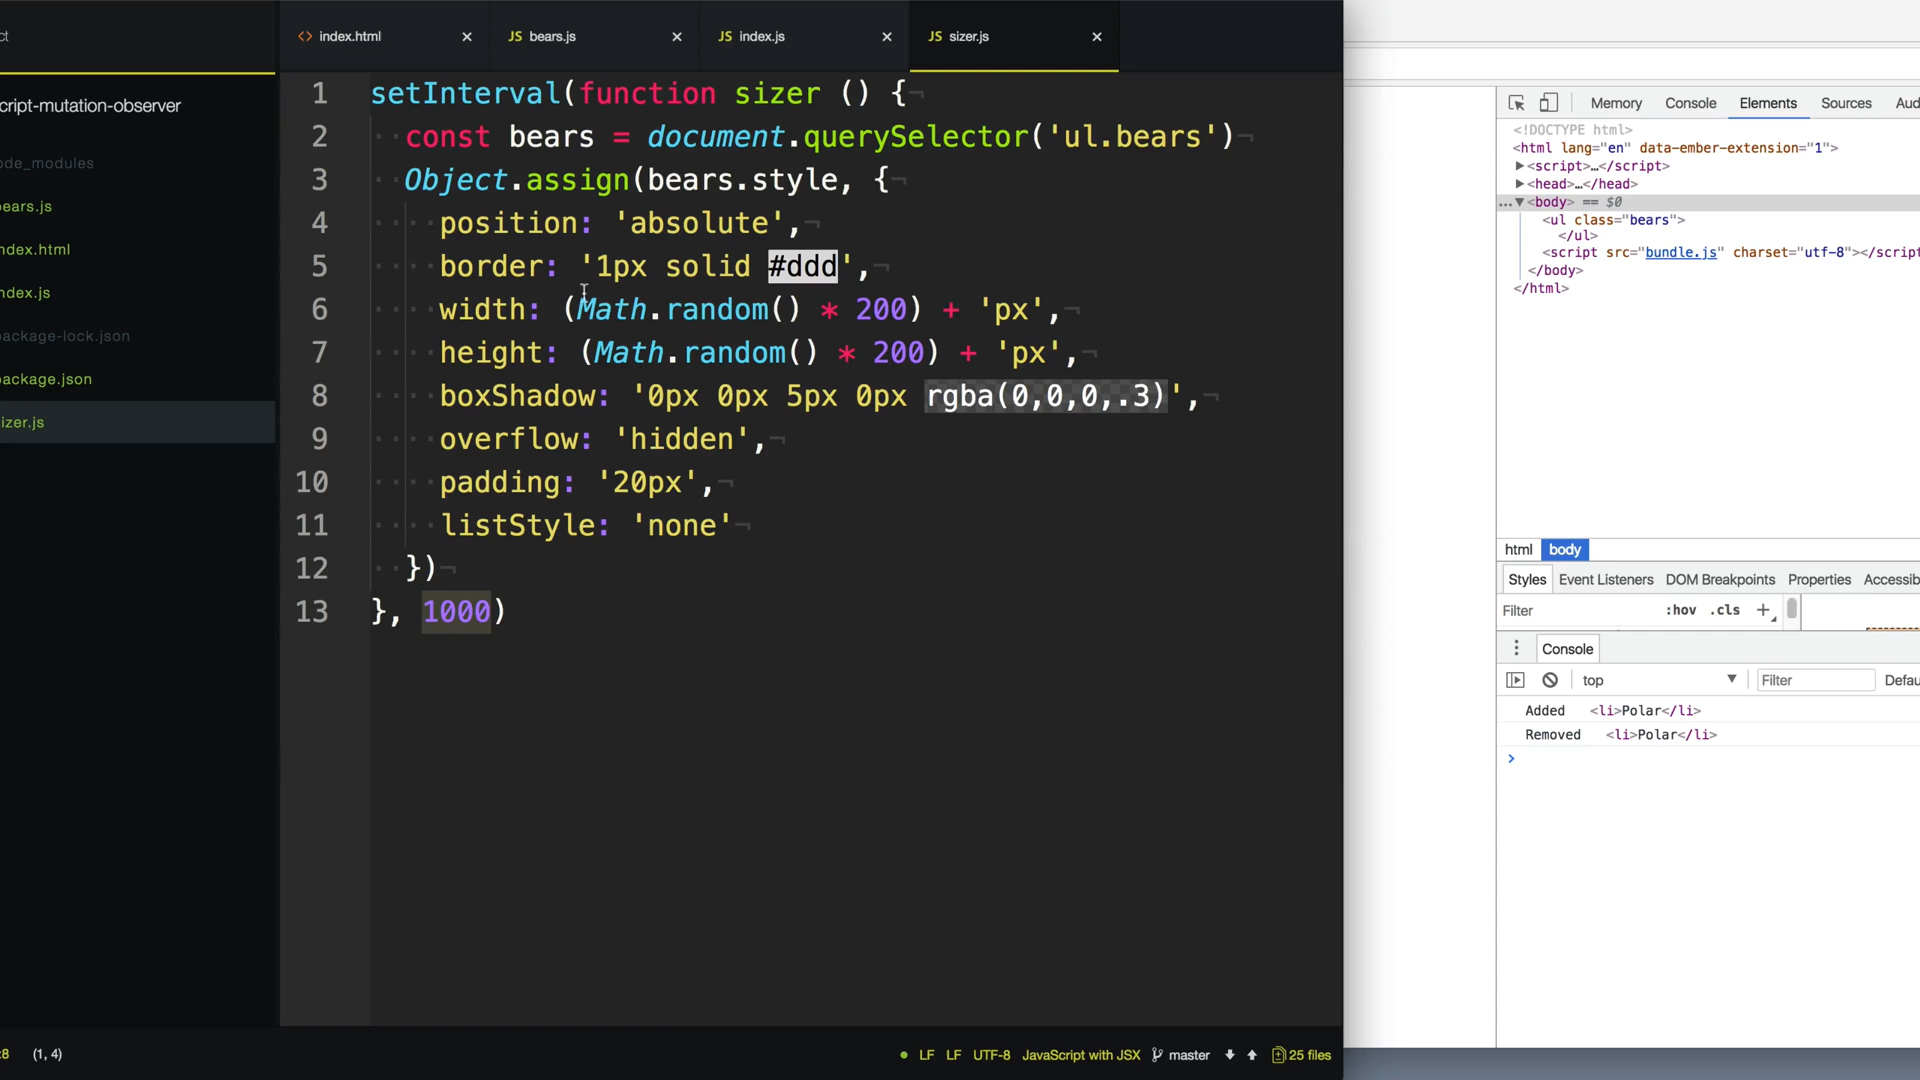 ct
index.html
JS bears.js
JS index.js
JS sizer.js
cript-mutation-observer
ode_modules
ears.js
ndex.html
ndex.js
ackage-lock.json
ackage.json
izer.js
1 setInterval(function sizer () {¬
2 ··const bears = document.querySelector('ul.bears')¬
3 ··Object.assign(bears.style, {¬
4 ····position: 'absolute',¬
5 ····border: '1px solid #ddd',¬
6 ····width: (Math.random() * 200) + 'px',¬
7 ····height: (Math.random() * 200) + 'px',¬
8 ····boxShadow: '0px 0px 5px 0px rgba(0,0,0,.3)',¬
9 ····overflow: 'hidden',¬
10 ····padding: '20px',¬
11 ····listStyle: 'none'¬
12 ··})¬
13 }, 1000)
:8 (1, 4)
LF LF UTF-8 JavaScript with JSX master 25 files
Memory Console Elements Sources Aud
<!DOCTYPE html>
<html lang="en" data-ember-extension="1">
▶<script>…</script>
▶<head>…</head>
…▼<body> == $0
<ul class="bears">
</ul>
<script src="bundle.js" charset="utf-8"></script
</body>
</html>
html body
Styles Event Listeners DOM Breakpoints Properties Accessib
Filter :hov .cls +
Console
top ▼ Filter Defau
Added <li>Polar</li>
Removed <li>Polar</li>
>